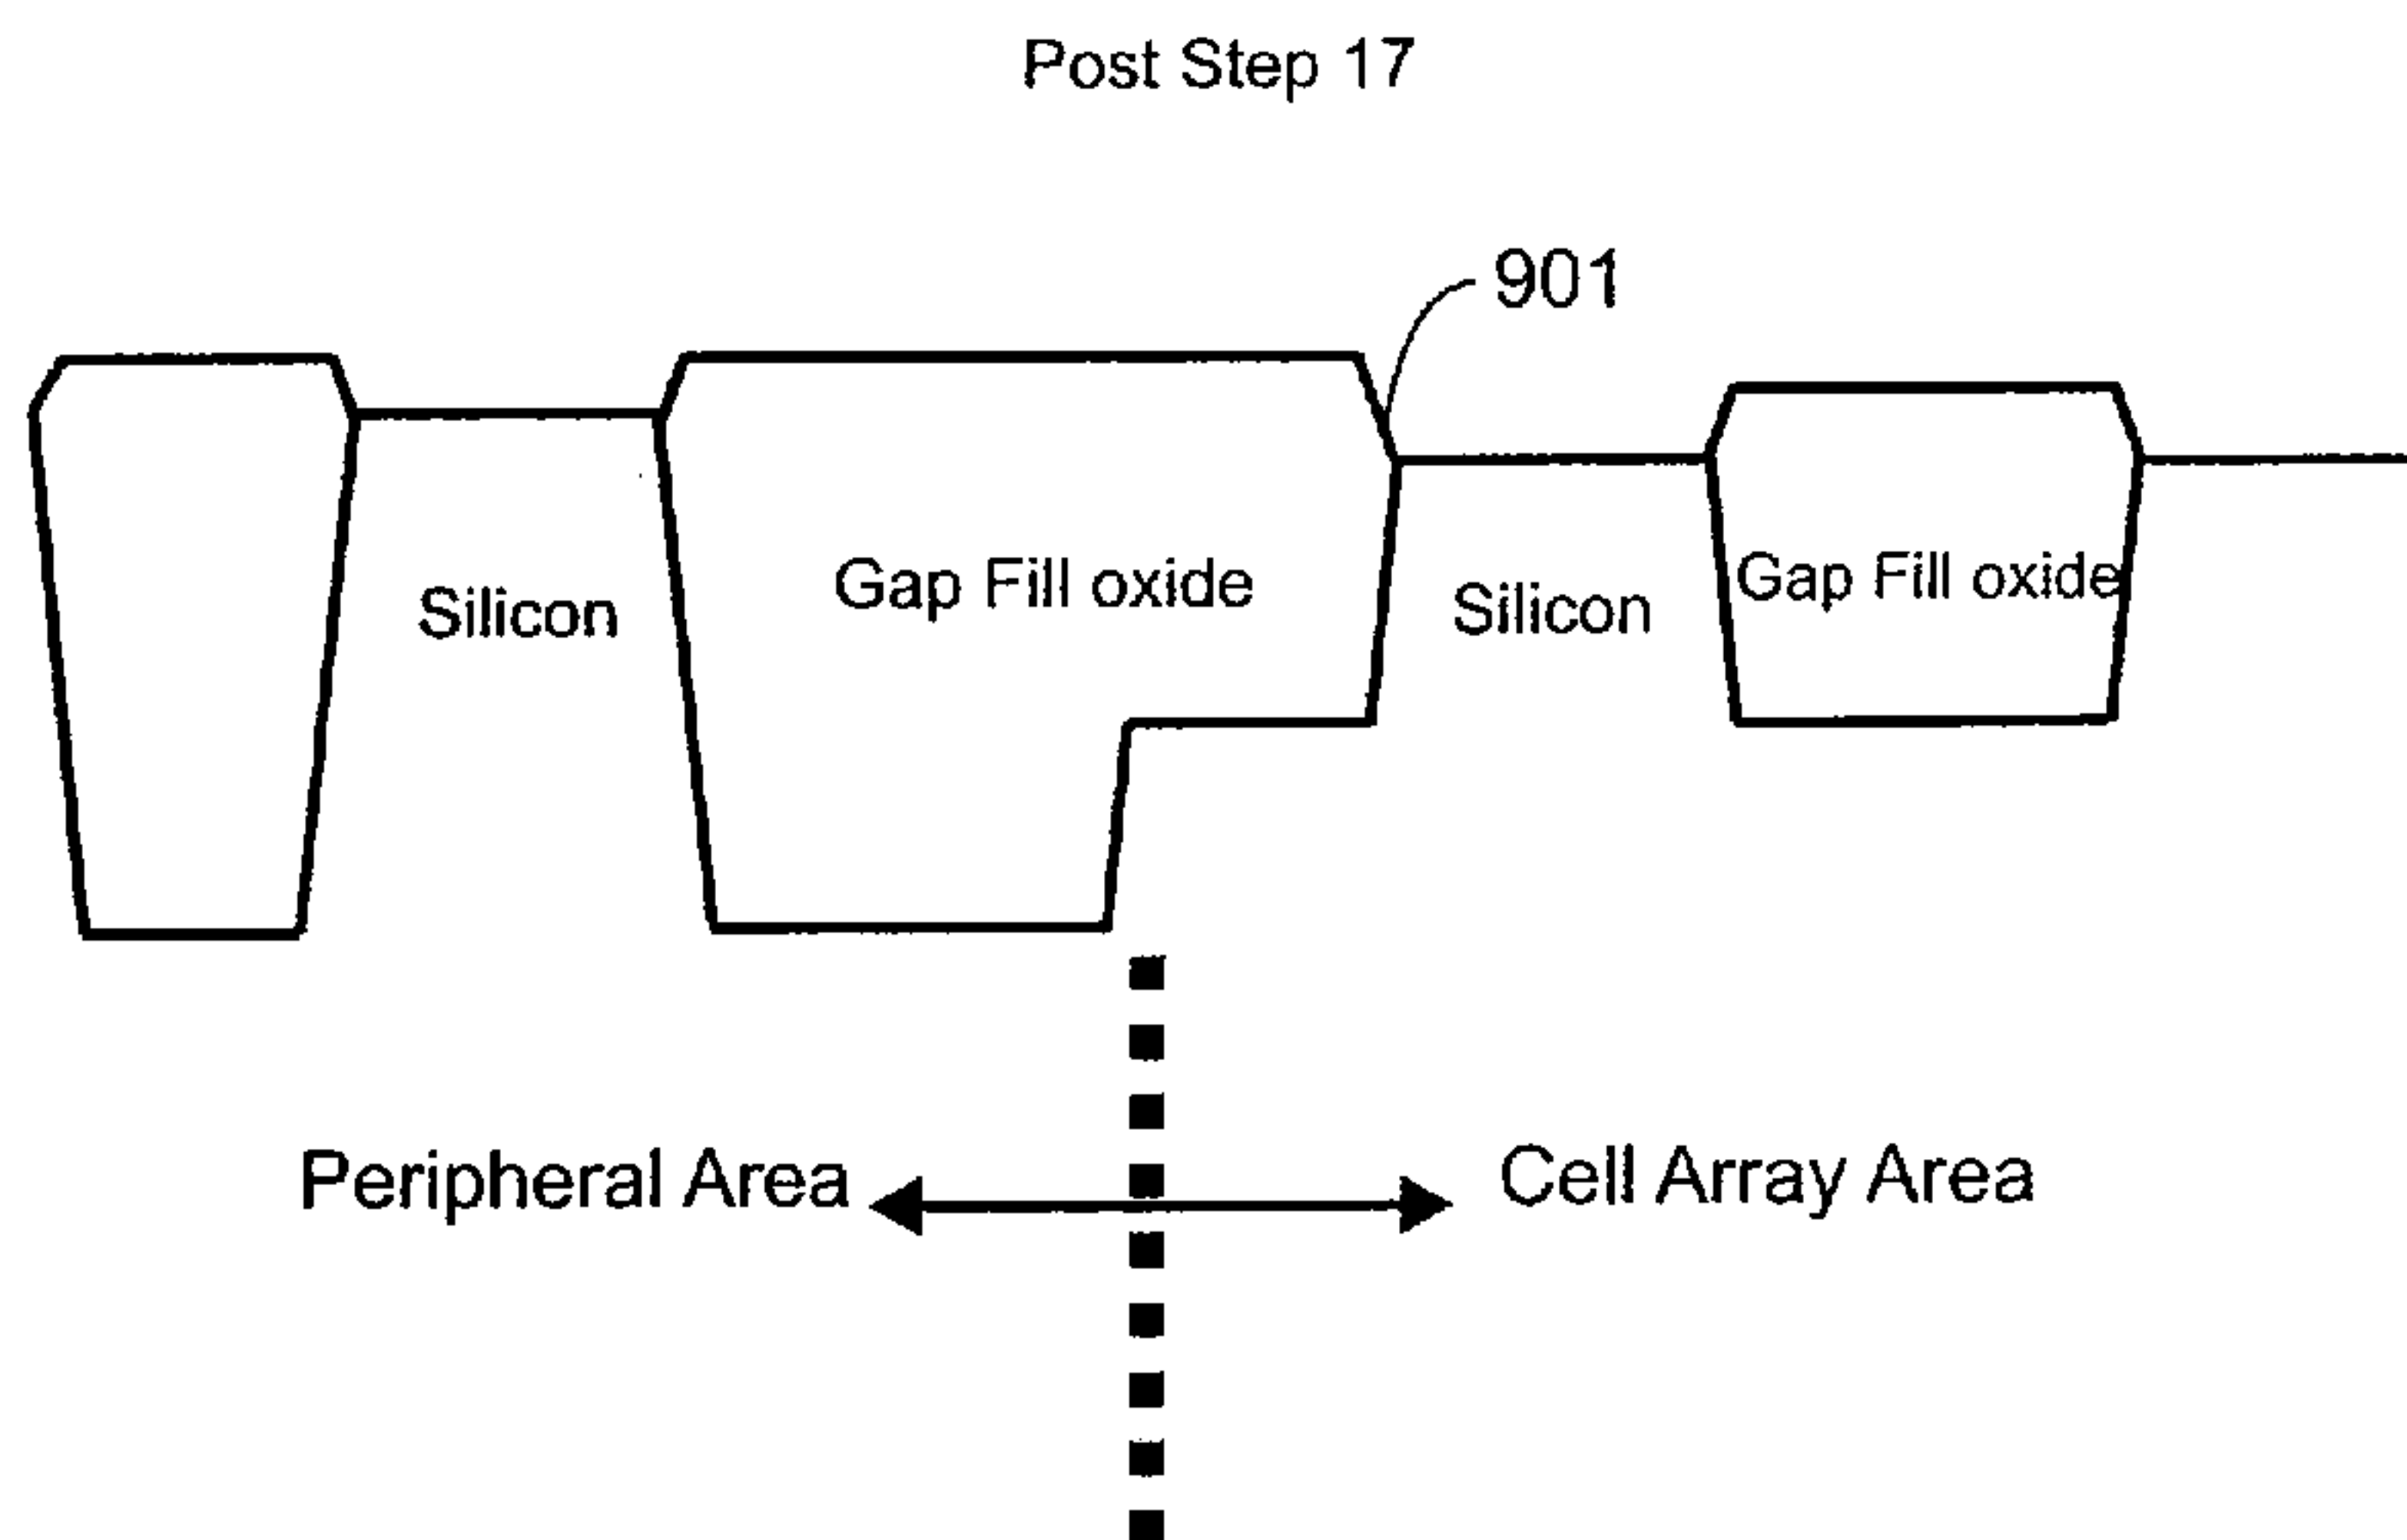 Post Step 17
901
Gap Fill oxide
Gap Fill oxide
Silicon
Silicon
Peripheral Area
Cell Array Area